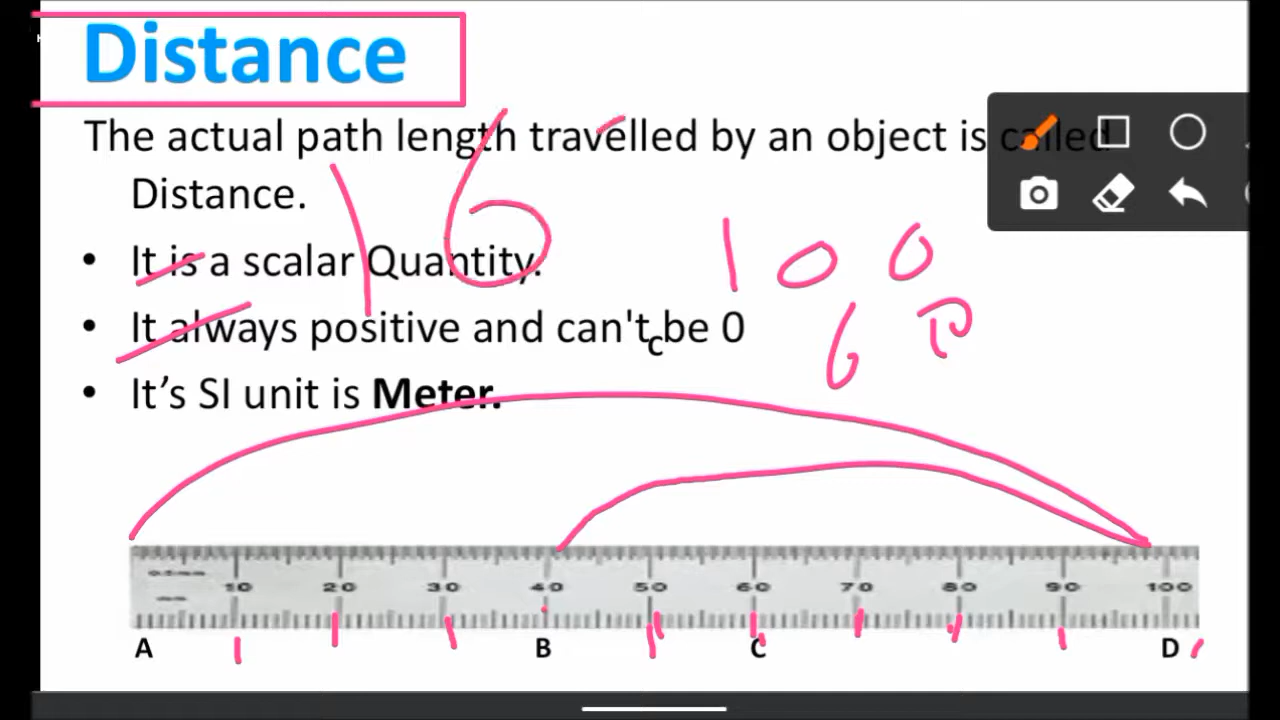 Distance
The actual path length travelled by an object is called
Distance.
• It is a scalar Quantity.
• It always positive and can't be 0
c
• It's SI unit is Meter.
16
100
60
10 20 30 40 50 60 70 80 90 100
A B C D